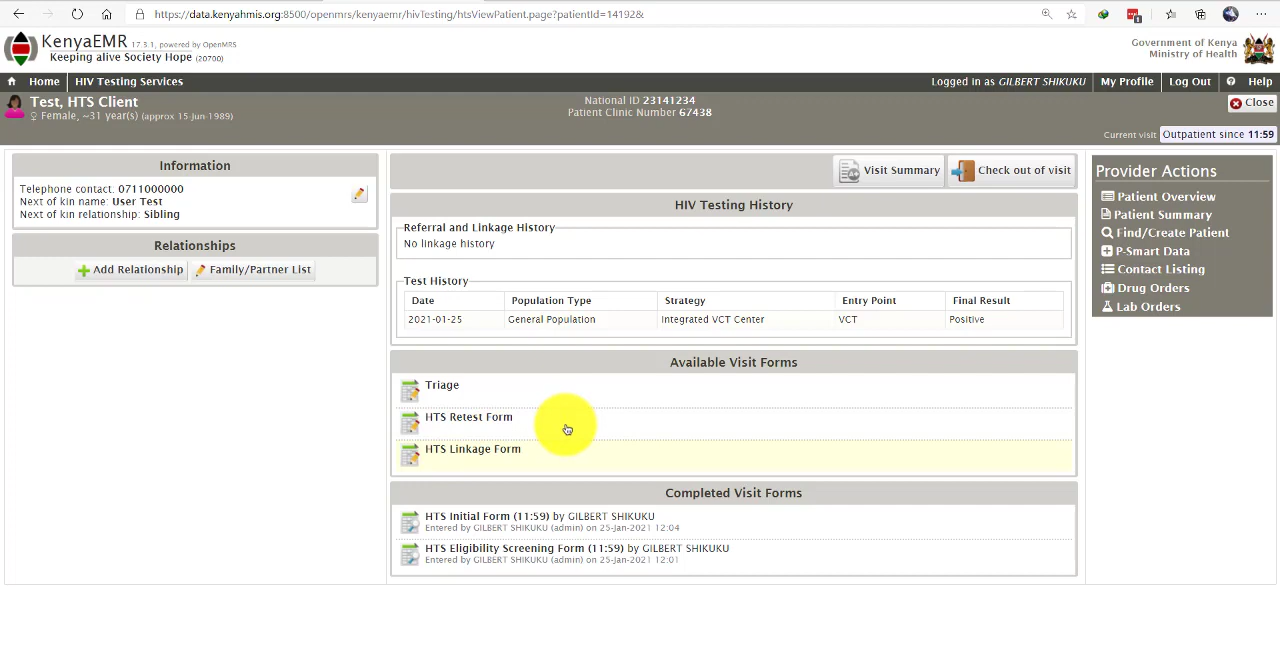 https://data.kenyahmis.org:8500/openmrs/kenyaemr/hivTesting/htsViewPatient.page?patientId=14192&
KenyaEMR 17.3.1, powered by OpenMRS
Keeping alive Society Hope (20700)
Government of Kenya
Ministry of Health
Home HIV Testing Services Logged in as GILBERT SHIKUKU My Profile Log Out Help
Test, HTS Client
Female, ~31 year(s) (approx 15-Jun-1989)
National ID 23141234
Patient Clinic Number 67438
Close
Current visit Outpatient since 11:59
Information
Telephone contact: 0711000000
Next of kin name: User Test
Next of kin relationship: Sibling
Relationships
Add Relationship Family/Partner List
Visit Summary Check out of visit
HIV Testing History
Referral and Linkage History
No linkage history
Test History
Date Population Type Strategy Entry Point Final Result
2021-01-25 General Population Integrated VCT Center VCT Positive
Available Visit Forms
Triage
HTS Retest Form
HTS Linkage Form
Completed Visit Forms
HTS Initial Form (11:59) by GILBERT SHIKUKU
Entered by GILBERT SHIKUKU (admin) on 25-Jan-2021 12:04
HTS Eligibility Screening Form (11:59) by GILBERT SHIKUKU
Entered by GILBERT SHIKUKU (admin) on 25-Jan-2021 12:01
Provider Actions
Patient Overview
Patient Summary
Find/Create Patient
P-Smart Data
Contact Listing
Drug Orders
Lab Orders